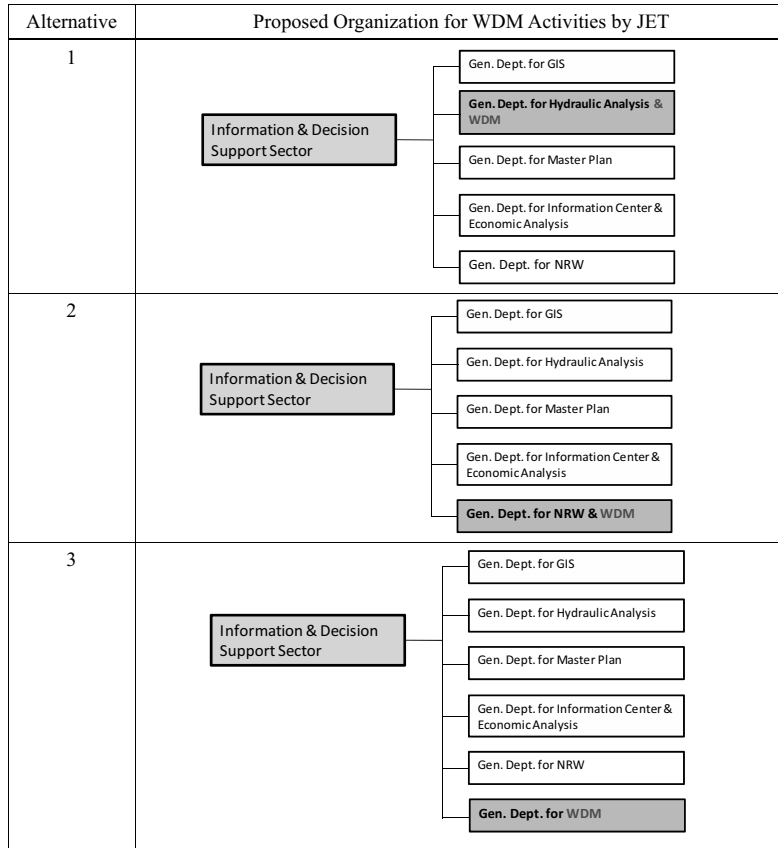 Alternative Proposed Organization for WDM Activities by JET
1
Gen. Dept. for GIS
Gen. Dept. for Hydraulic Analysis &
WDM
Information & Decision
Support Sector
Gen. Dept. for Master Plan
Gen. Dept. for Information Center &
Economic Analysis
Gen. Dept. for NRW
2
Gen. Dept. for GIS
Gen. Dept. for Hydraulic Analysis
Information & Decision
Support Sector
Gen. Dept. for Master Plan
Gen. Dept. for Information Center &
Economic Analysis
Gen. Dept. for NRW & WDM
3
Gen. Dept. for GIS
Gen. Dept. for Hydraulic Analysis
Information & Decision
Support Sector
Gen. Dept. for Master Plan
Gen. Dept. for Information Center &
Economic Analysis
Gen. Dept. for NRW
Gen. Dept. for WDM